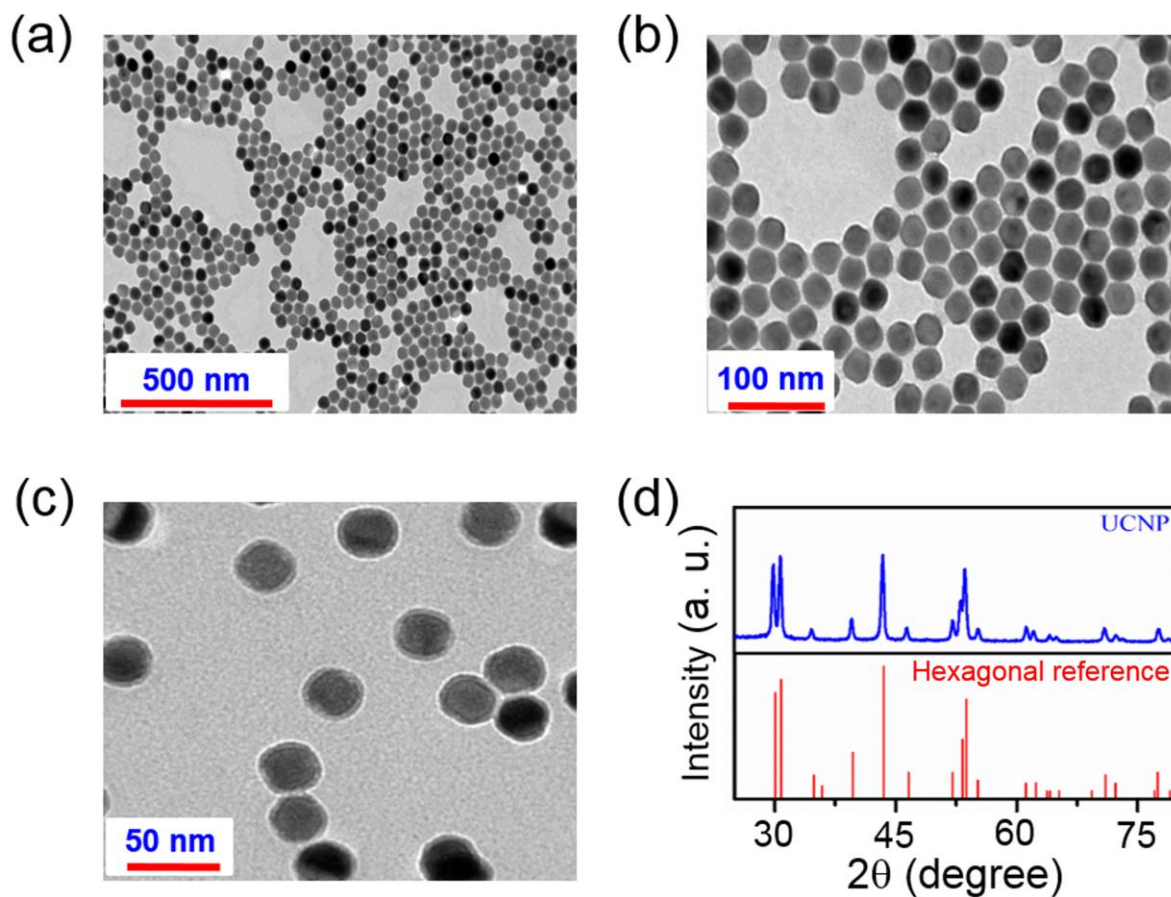 (a)
500 nm
(b)
100 nm
(c)
50 nm
(d)
UCNP
Hexagonal reference
Intensity (a. u.)
30 45 60 75
2θ (degree)